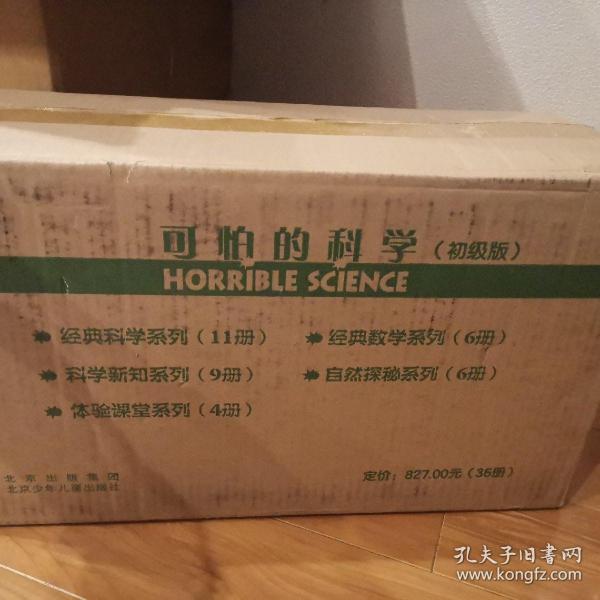 可怕的科学（初级版）
HORRIBLE SCIENCE
经典科学系列（11册）
经典数学系列（6册）
科学新知系列（9册）
自然探秘系列（6册）
体验课堂系列（4册）
北京出版集团
北京少年儿童出版社
定价：827.00元（36册）
孔夫子旧书网
www.kongfz.com